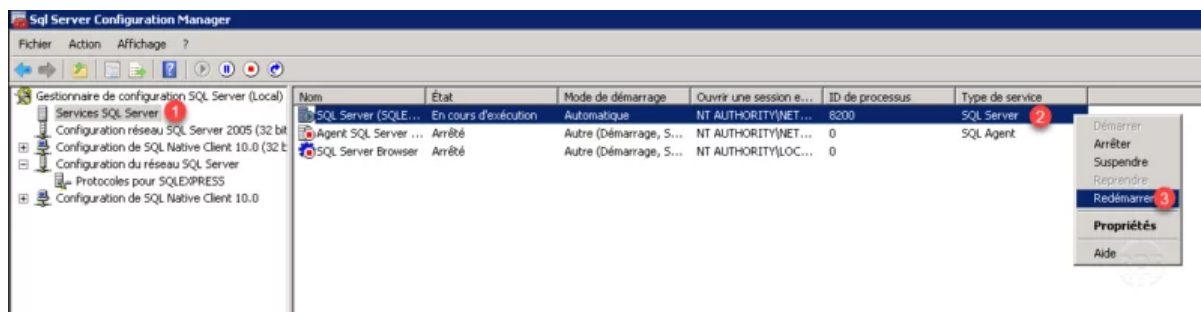 Sql Server Configuration Manager
Fichier Action Affichage ?
Gestionnaire de configuration SQL Server (Local)
Services SQL Server 1
Configuration réseau SQL Server 2005 (32 bit
Configuration de SQL Native Client 10.0 (32 b
Configuration du réseau SQL Server
Protocoles pour SQLEXPRESS
Configuration de SQL Native Client 10.0
Nom État Mode de démarrage Ouvrir une session e... ID de processus Type de service
SQL Server (SQLE... En cours d'exécution Automatique NT AUTHORITY\NET... 8200 SQL Server 2
Agent SQL Server ... Arrêté Autre (Démarrage, S... NT AUTHORITY\NET... 0 SQL Agent
SQL Server Browser Arrêté Autre (Démarrage, S... NT AUTHORITY\LOC... 0
Démarrer
Arrêter
Suspendre
Reprendre
Redémarrer 3
Propriétés
Aide